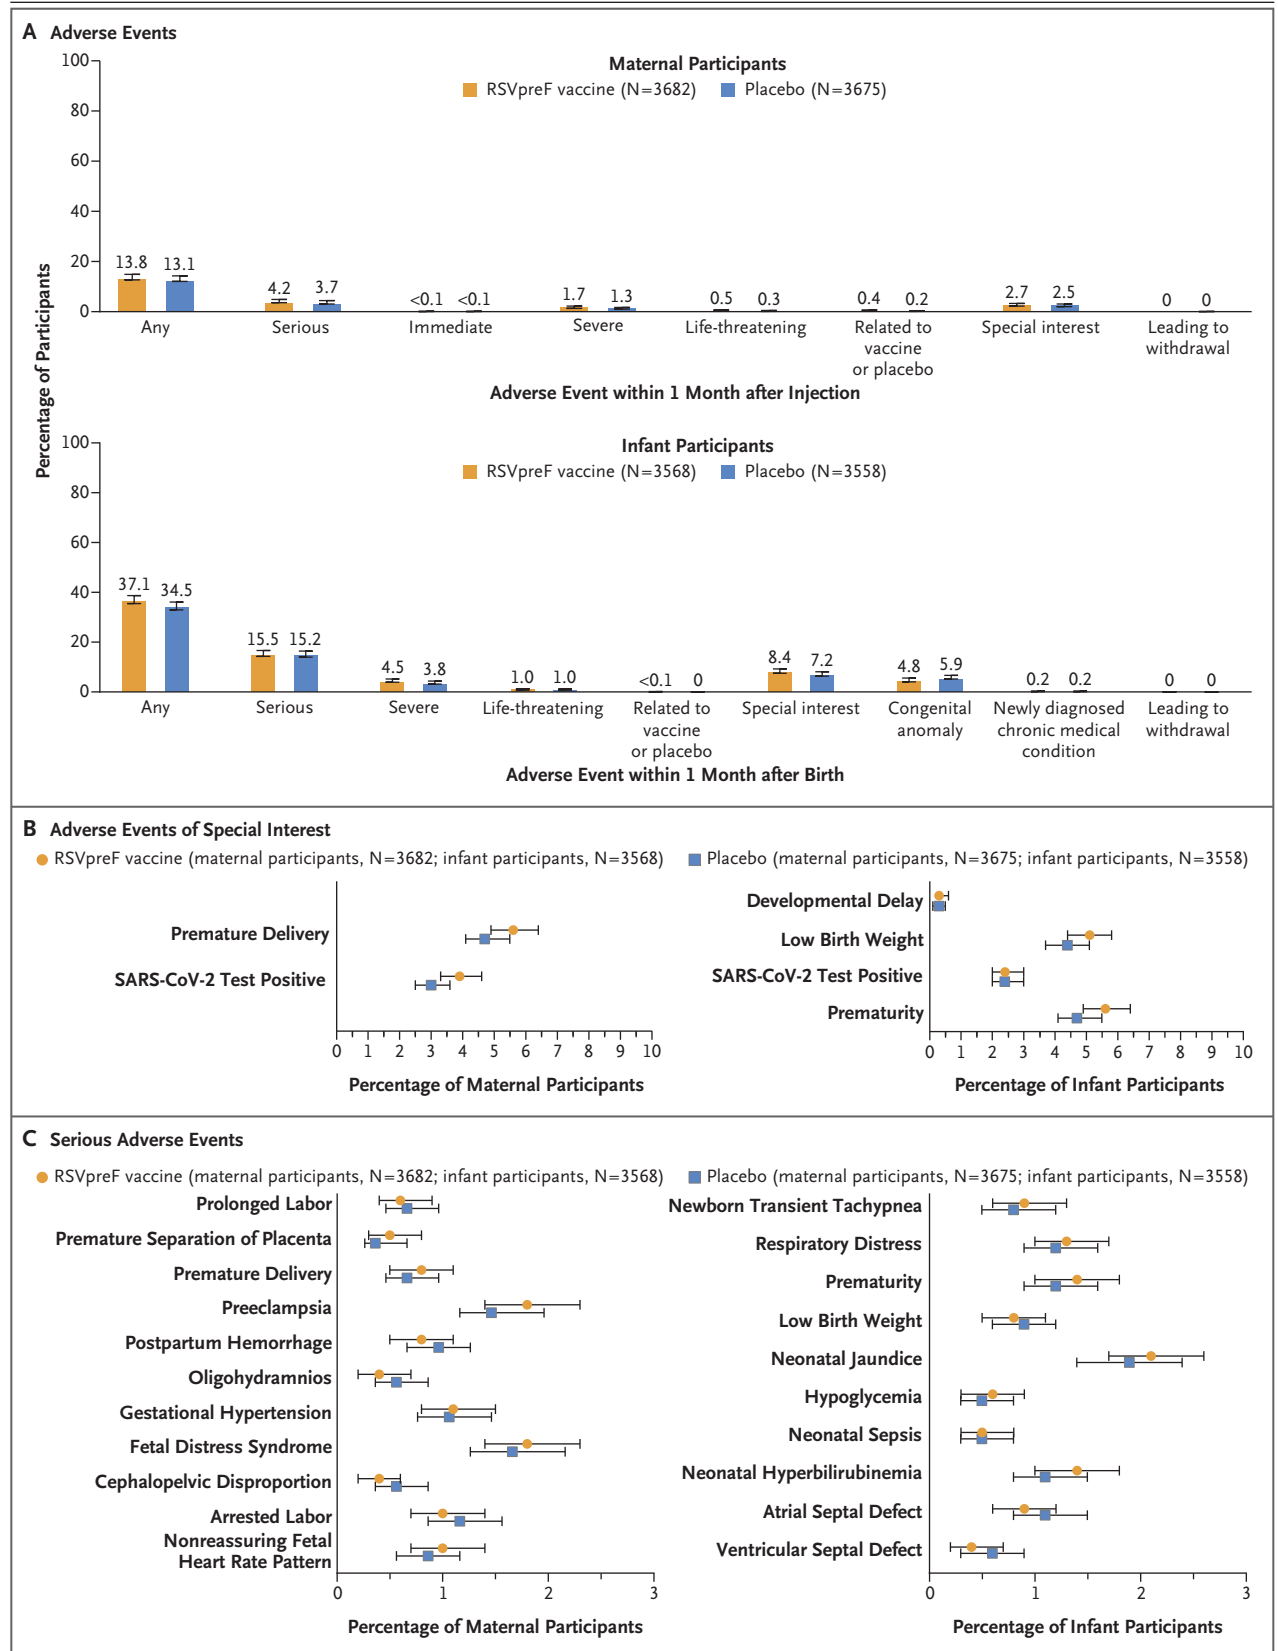 A Adverse Events
Maternal Participants
RSVpreF vaccine (N=3682) Placebo (N=3675)
Percentage of Participants
100
80
60
40
20
0
13.8 13.1 4.2 3.7 <0.1 <0.1 1.7 1.3 0.5 0.3 0.4 0.2 2.7 2.5 0 0
Any Serious Immediate Severe Life-threatening Related to vaccine or placebo Special interest Leading to withdrawal
Adverse Event within 1 Month after Injection
Infant Participants
RSVpreF vaccine (N=3568) Placebo (N=3558)
100
80
60
40
20
0
37.1 34.5 15.5 15.2 4.5 3.8 1.0 1.0 <0.1 0 8.4 7.2 4.8 5.9 0.2 0.2 0 0
Any Serious Severe Life-threatening Related to vaccine or placebo Special interest Congenital anomaly Newly diagnosed chronic medical condition Leading to withdrawal
Adverse Event within 1 Month after Birth
B Adverse Events of Special Interest
RSVpreF vaccine (maternal participants, N=3682; infant participants, N=3568) Placebo (maternal participants, N=3675; infant participants, N=3558)
Premature Delivery
SARS-CoV-2 Test Positive
0 1 2 3 4 5 6 7 8 9 10
Percentage of Maternal Participants
Developmental Delay
Low Birth Weight
SARS-CoV-2 Test Positive
Prematurity
0 1 2 3 4 5 6 7 8 9 10
Percentage of Infant Participants
C Serious Adverse Events
RSVpreF vaccine (maternal participants, N=3682; infant participants, N=3568) Placebo (maternal participants, N=3675; infant participants, N=3558)
Prolonged Labor
Premature Separation of Placenta
Premature Delivery
Preeclampsia
Postpartum Hemorrhage
Oligohydramnios
Gestational Hypertension
Fetal Distress Syndrome
Cephalopelvic Disproportion
Arrested Labor
Nonreassuring Fetal
Heart Rate Pattern
0 1 2 3
Percentage of Maternal Participants
Newborn Transient Tachypnea
Respiratory Distress
Prematurity
Low Birth Weight
Neonatal Jaundice
Hypoglycemia
Neonatal Sepsis
Neonatal Hyperbilirubinemia
Atrial Septal Defect
Ventricular Septal Defect
0 1 2 3
Percentage of Infant Participants